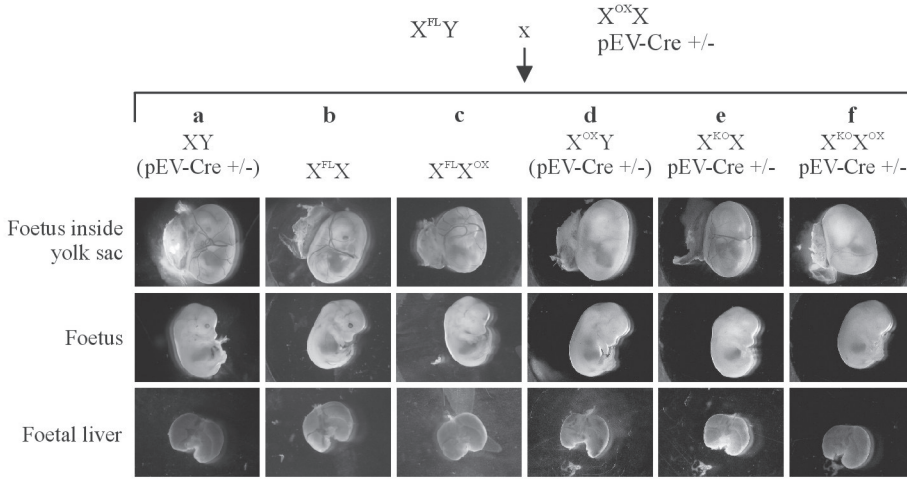 X^FL Y x X^OX X
pEV-Cre +/-
a b c d e f
XY X^FL X X^FL X^OX X^OX Y X^KO X X^KO X^OX
(pEV-Cre +/-) (pEV-Cre +/-) pEV-Cre +/- pEV-Cre +/-
Foetus inside
yolk sac
Foetus
Foetal liver